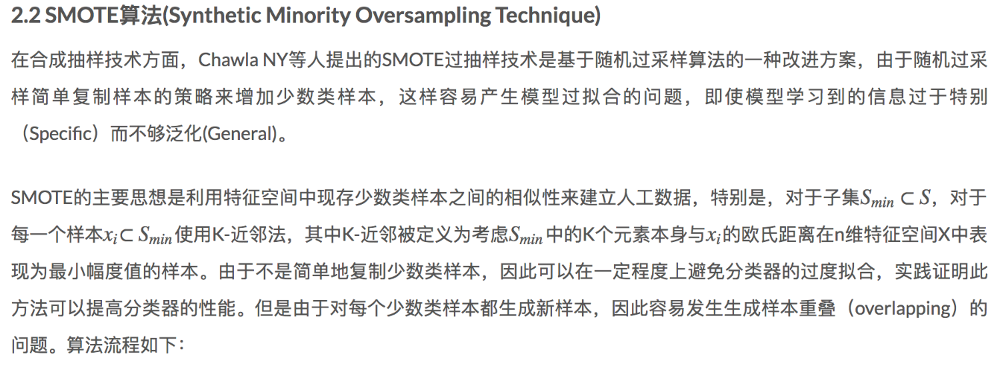 2.2 SMOTE算法(Synthetic Minority Oversampling Technique)
在合成抽样技术方面，Chawla NY等人提出的SMOTE过抽样技术是基于随机过采样算法的一种改进方案，由于随机过采
样简单复制样本的策略来增加少数类样本，这样容易产生模型过拟合的问题，即使模型学习到的信息过于特别
（Specific）而不够泛化(General)。
SMOTE的主要思想是利用特征空间中现存少数类样本之间的相似性来建立人工数据，特别是，对于子集$S_{min} ⊂ S$，对于
每一个样本$x_i ⊂ S_{min}$使用K-近邻法，其中K-近邻被定义为考虑$S_{min}$中的K个元素本身与$x_i$的欧氏距离在n维特征空间X中表
现为最小幅度值的样本。由于不是简单地复制少数类样本，因此可以在一定程度上避免分类器的过度拟合，实践证明此
方法可以提高分类器的性能。但是由于对每个少数类样本都生成新样本，因此容易发生生成样本重叠（overlapping）的
问题。算法流程如下：